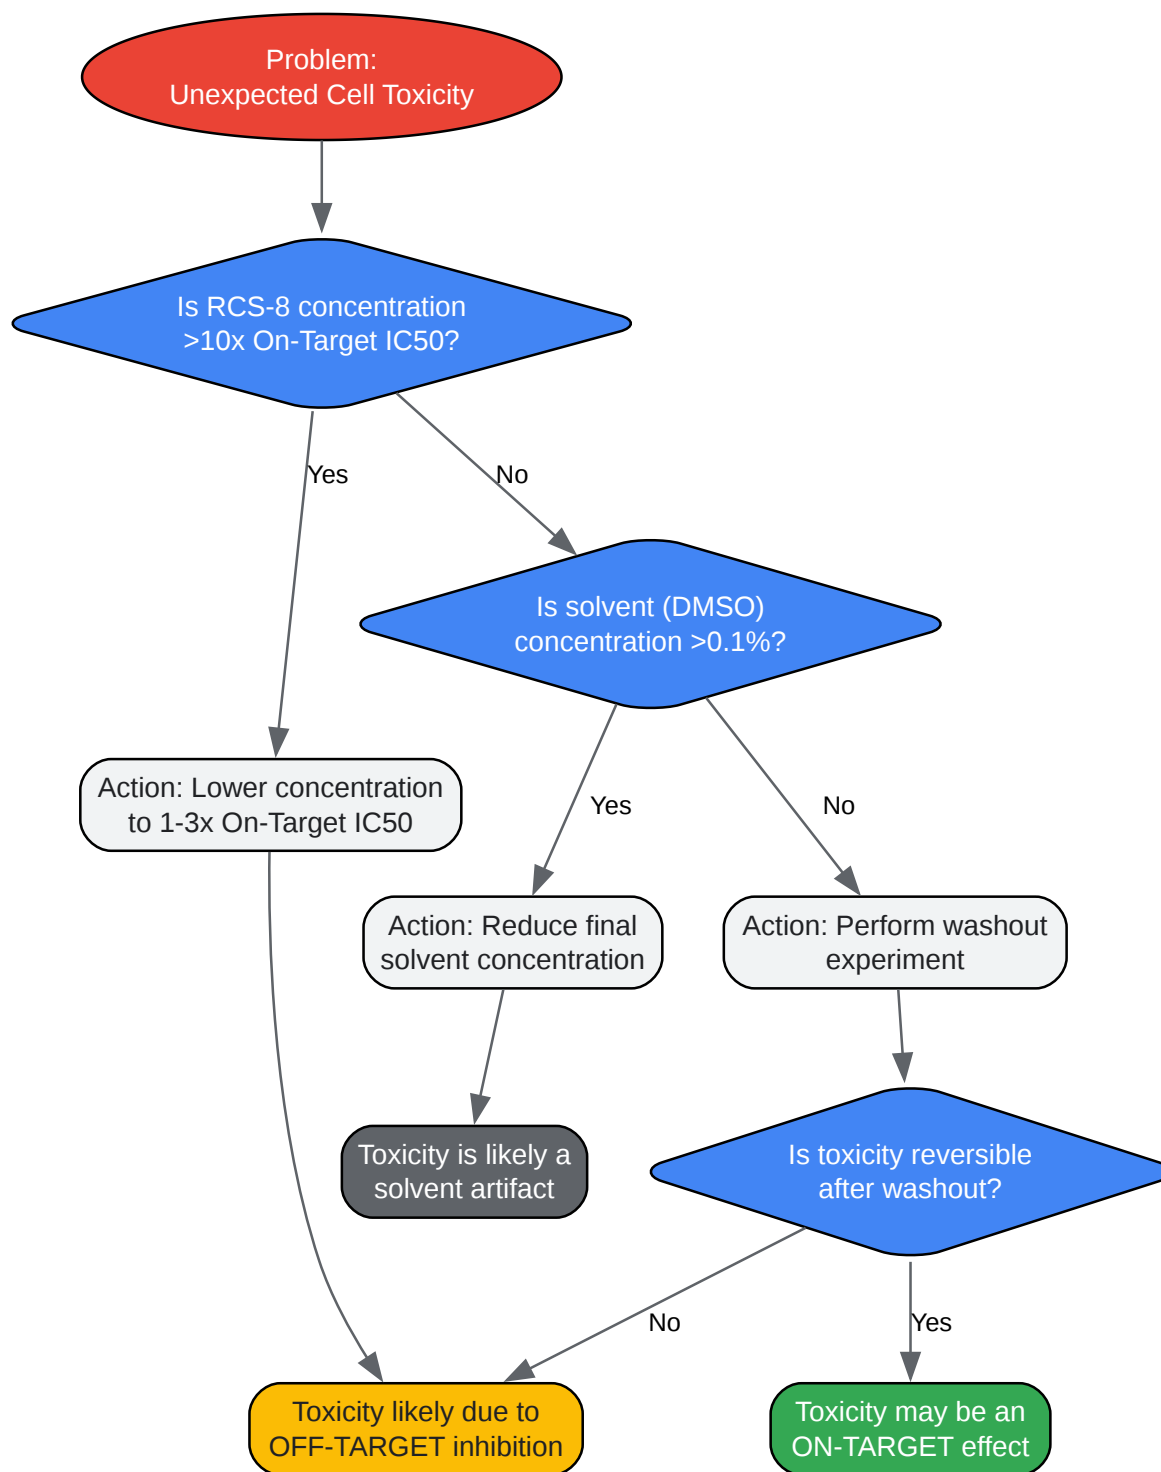 Problem:
Unexpected Cell Toxicity
Is RCS-8 concentration
>10x On-Target IC50?
Yes
No
Is solvent (DMSO)
concentration >0.1%?
Action: Lower concentration
to 1-3x On-Target IC50
Yes
No
Action: Reduce final
solvent concentration
Action: Perform washout
experiment
Toxicity is likely a
solvent artifact
Is toxicity reversible
after washout?
No
Yes
Toxicity likely due to
OFF-TARGET inhibition
Toxicity may be an
ON-TARGET effect